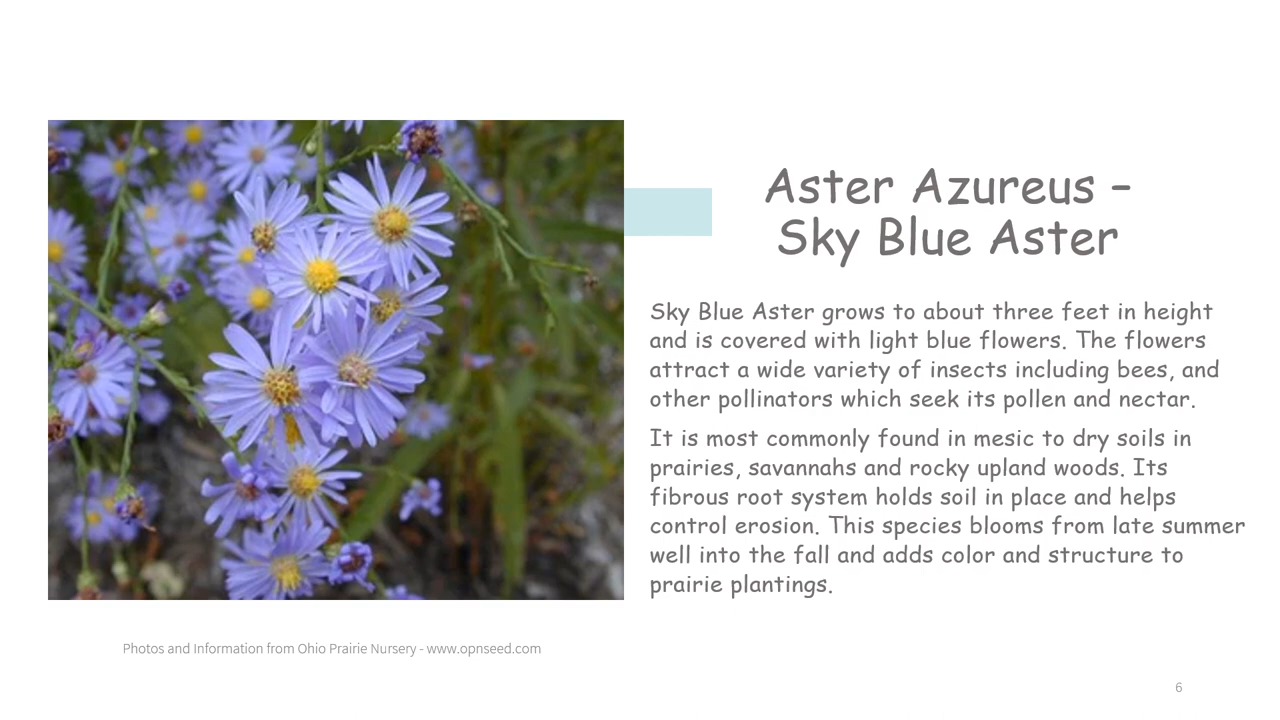 Aster Azureus –
Sky Blue Aster
Sky Blue Aster grows to about three feet in height
and is covered with light blue flowers. The flowers
attract a wide variety of insects including bees, and
other pollinators which seek its pollen and nectar.
It is most commonly found in mesic to dry soils in
prairies, savannahs and rocky upland woods. Its
fibrous root system holds soil in place and helps
control erosion. This species blooms from late summer
well into the fall and adds color and structure to
prairie plantings.
Photos and Information from Ohio Prairie Nursery - www.opnseed.com
6